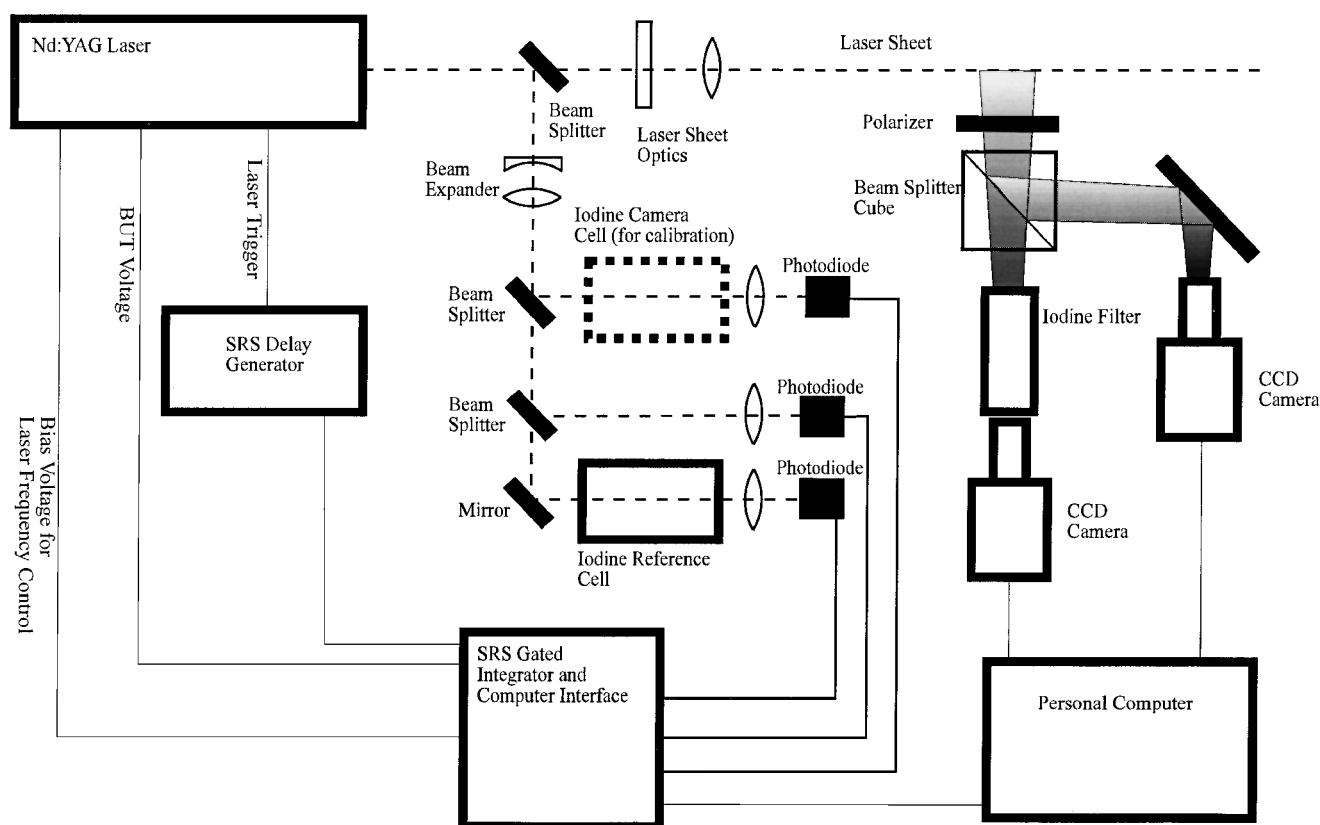 Nd:YAG Laser
Laser Sheet
Beam
Splitter
Laser Sheet
Optics
Polarizer
Beam
Expander
Beam Splitter
Cube
Laser Trigger
BUT Voltage
Iodine Camera
Cell (for calibration)
Photodiode
Beam
Splitter
Iodine Filter
SRS Delay
Generator
CCD
Camera
Photodiode
Beam
Splitter
Bias Voltage for
Laser Frequency Control
Photodiode
Mirror
CCD
Camera
Iodine Reference
Cell
SRS Gated
Integrator and
Computer Interface
Personal Computer